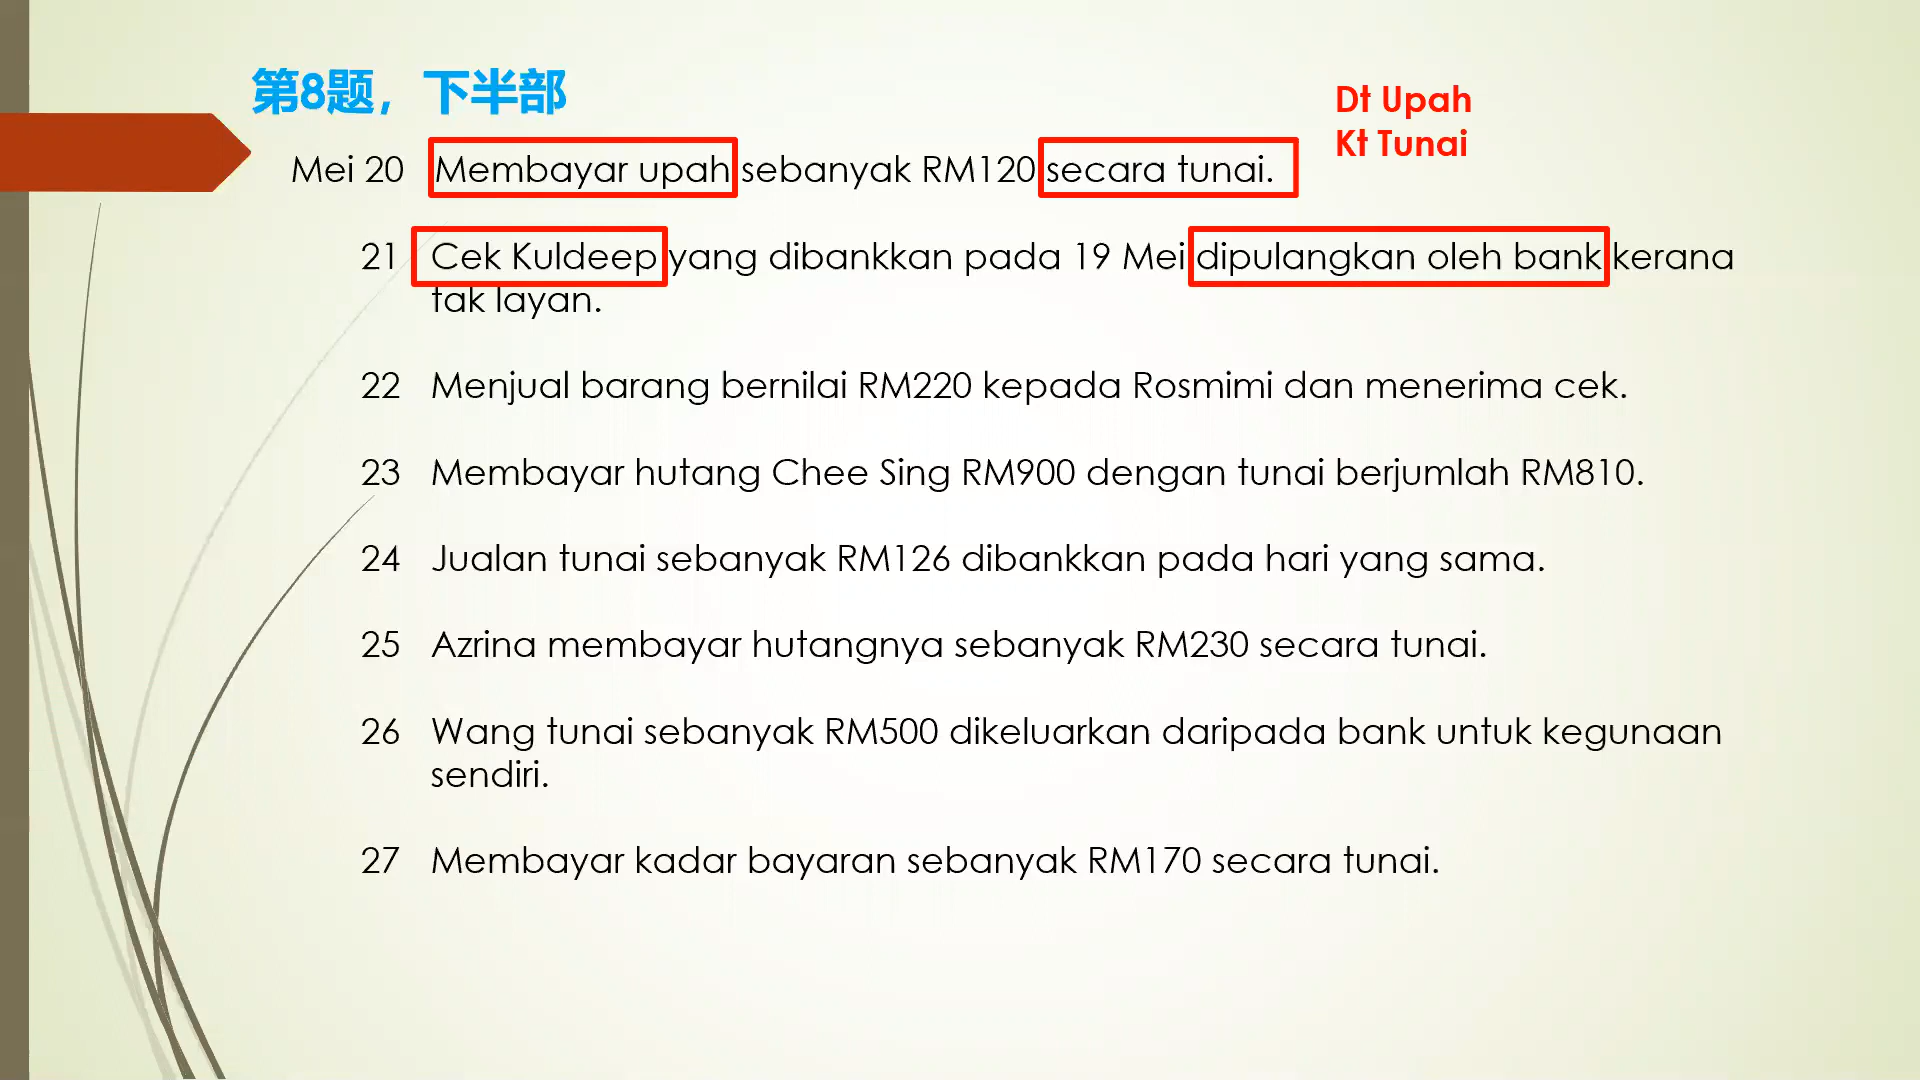 第8题，下半部
Dt Upah
Kt Tunai
Mei 20 Membayar upah sebanyak RM120 secara tunai.
21 Cek Kuldeep yang dibankkan pada 19 Mei dipulangkan oleh bank kerana
tak layan.
22 Menjual barang bernilai RM220 kepada Rosmimi dan menerima cek.
23 Membayar hutang Chee Sing RM900 dengan tunai berjumlah RM810.
24 Jualan tunai sebanyak RM126 dibankkan pada hari yang sama.
25 Azrina membayar hutangnya sebanyak RM230 secara tunai.
26 Wang tunai sebanyak RM500 dikeluarkan daripada bank untuk kegunaan
sendiri.
27 Membayar kadar bayaran sebanyak RM170 secara tunai.